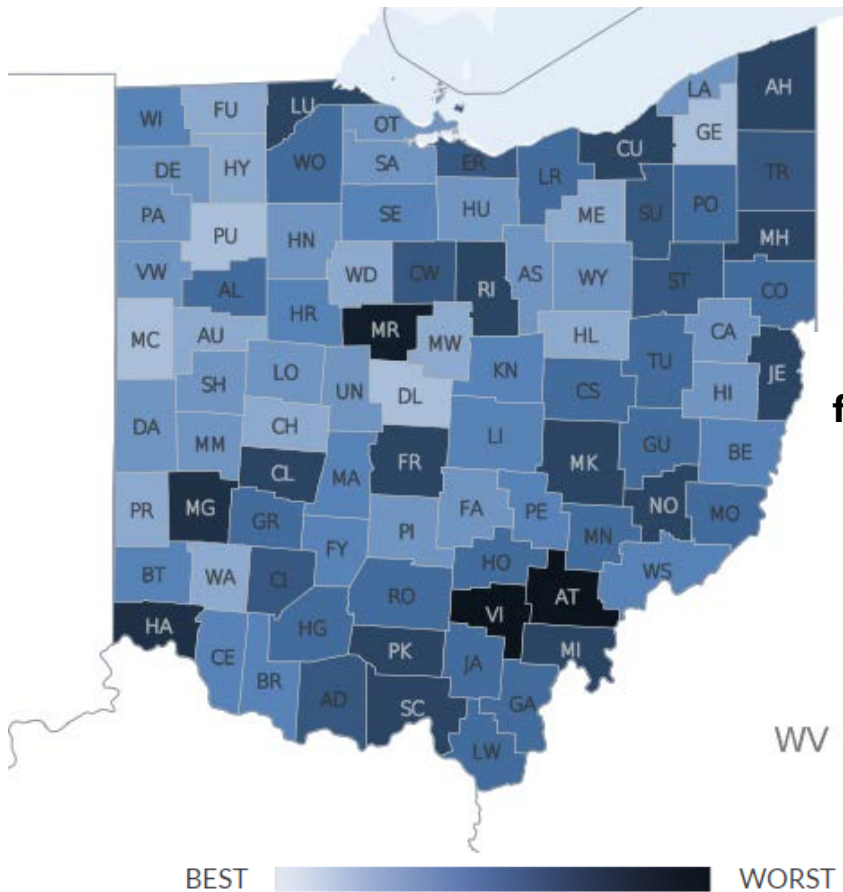 LA AH
FU LU
WI OT GE
WO CU
DE HY SA ER LR TR
PA SE HU ME SU PO
PU HN MH
VW WD CW AS WY ST
AL RI CO
MC AU HR MR MW HL CA
SH LO UN DL KN CS TU HI JE
DA CH f
MM LI GU BE
CL FR MK
PR MG MA NO
GR FA PE MO
FY PI MN
BT WA CI HO WS
RO AT
HA HG VI
CE PK JA MI
BR AD SC GA
LW WV
BEST WORST